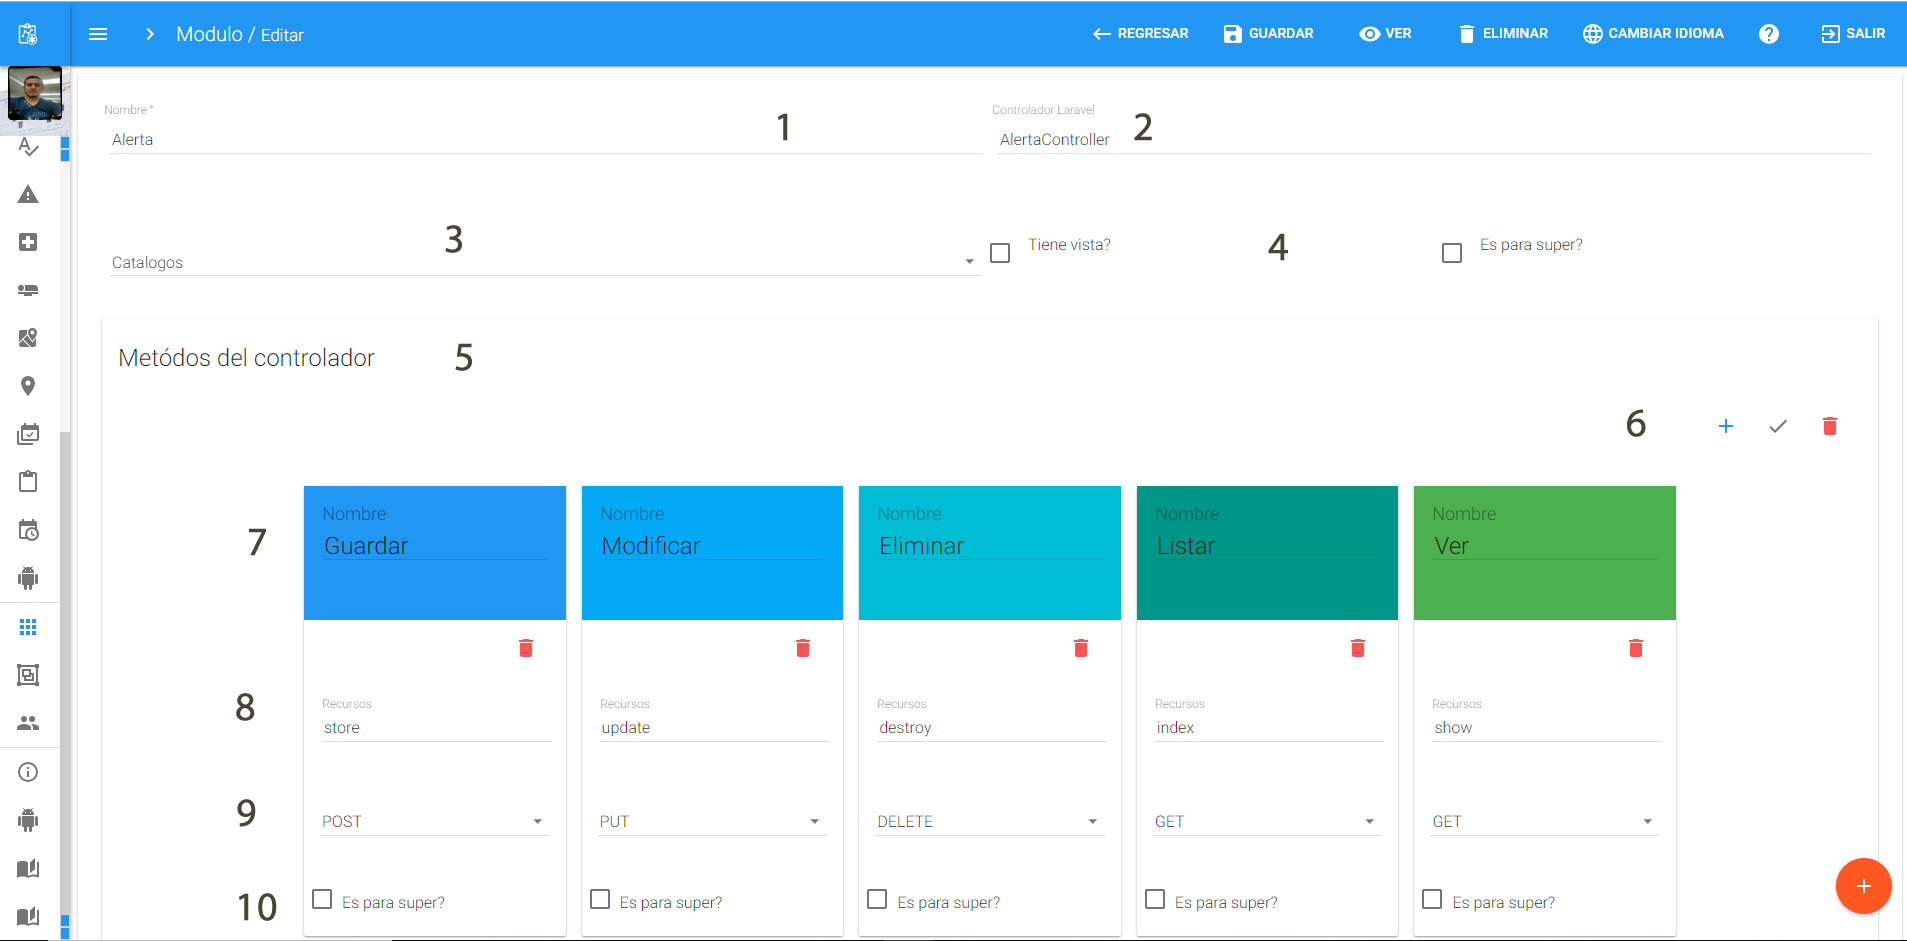 Modulo / Editar
REGRESAR GUARDAR VER ELIMINAR CAMBIAR IDIOMA ? SALIR
Nombre * 1 Controlador Laravel 2
Alerta AlertaController
3 Tiene vista? 4 Es para super?
Catalogos
Metódos del controlador 5
6
7 Nombre Nombre Nombre Nombre Nombre
Guardar Modificar Eliminar Listar Ver
8 Recursos Recursos Recursos Recursos Recursos
store update destroy index show
9 POST PUT DELETE GET GET
10 Es para super? Es para super? Es para super? Es para super? Es para super?